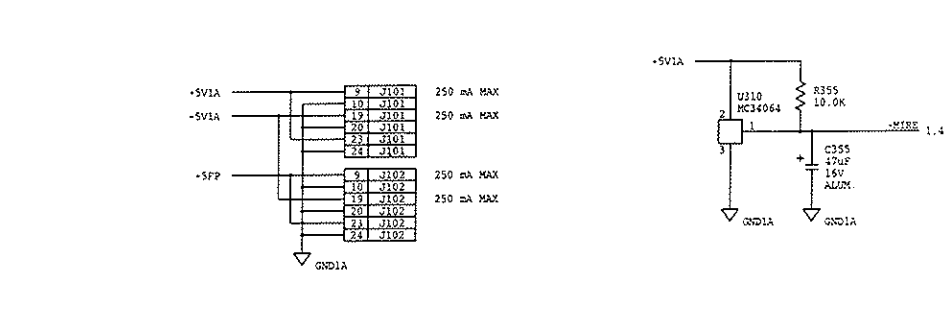 +5V1A
9 J101 250 mA MAX
10 J101
-5V1A 19 J101 250 mA MAX
20 J101
23 J101
24 J101
+5FP 9 J102 250 mA MAX
10 J102
19 J102 250 mA MAX
20 J102
23 J102
24 J102
GND1A
+5V1A
U310
MC34064
R355
10.0K
2
1
3
-MIRE 1,4
C355
+ 47uF
16V
ALUM.
GND1A
GND1A